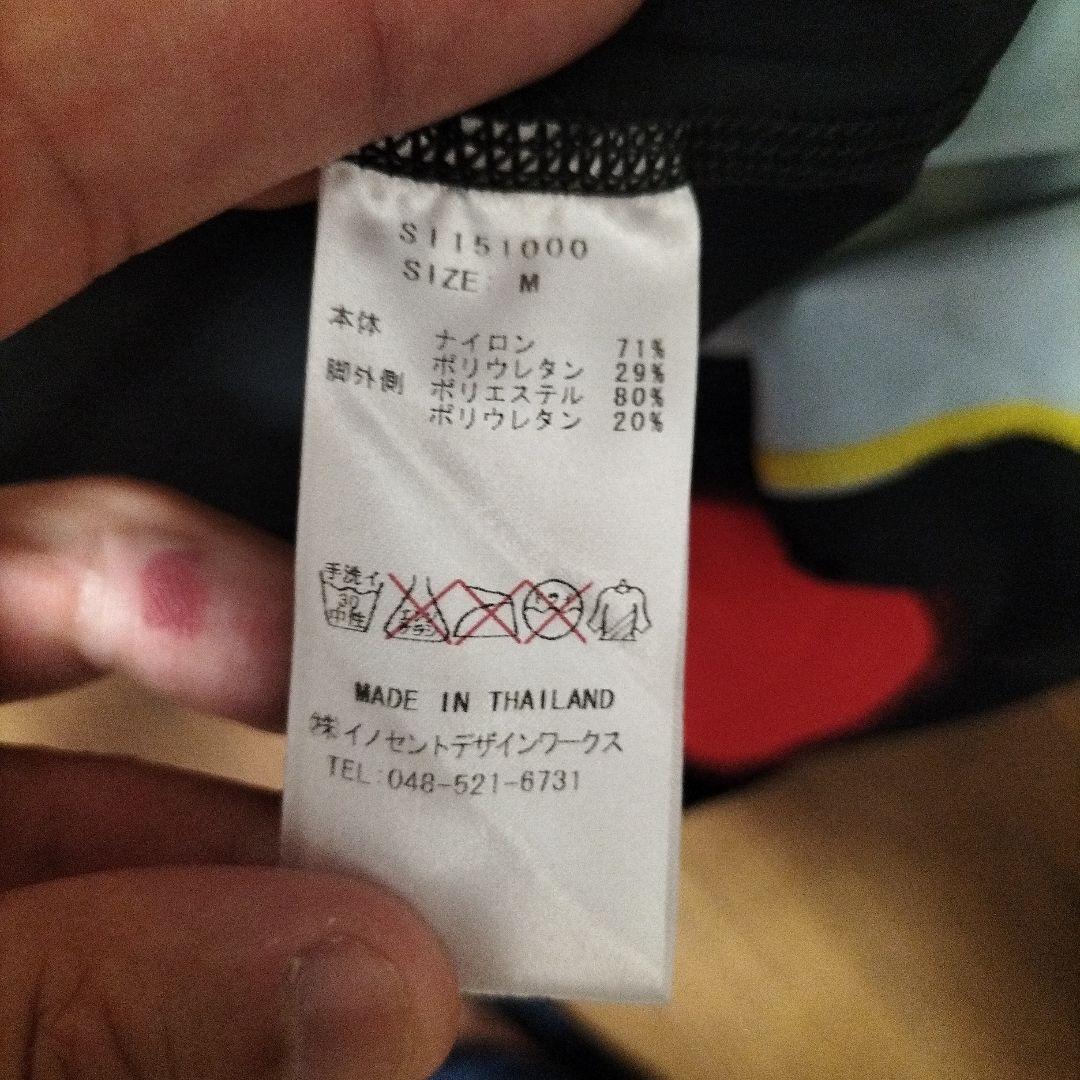 SI151000
SIZE: M
本体 ナイロン 71%
ポリウレタン 29%
脚外側 ポリエステル 80%
ポリウレタン 20%
手洗イ
30
中性
MADE IN THAILAND
㈱イノセントデザインワークス
TEL:048-521-6731